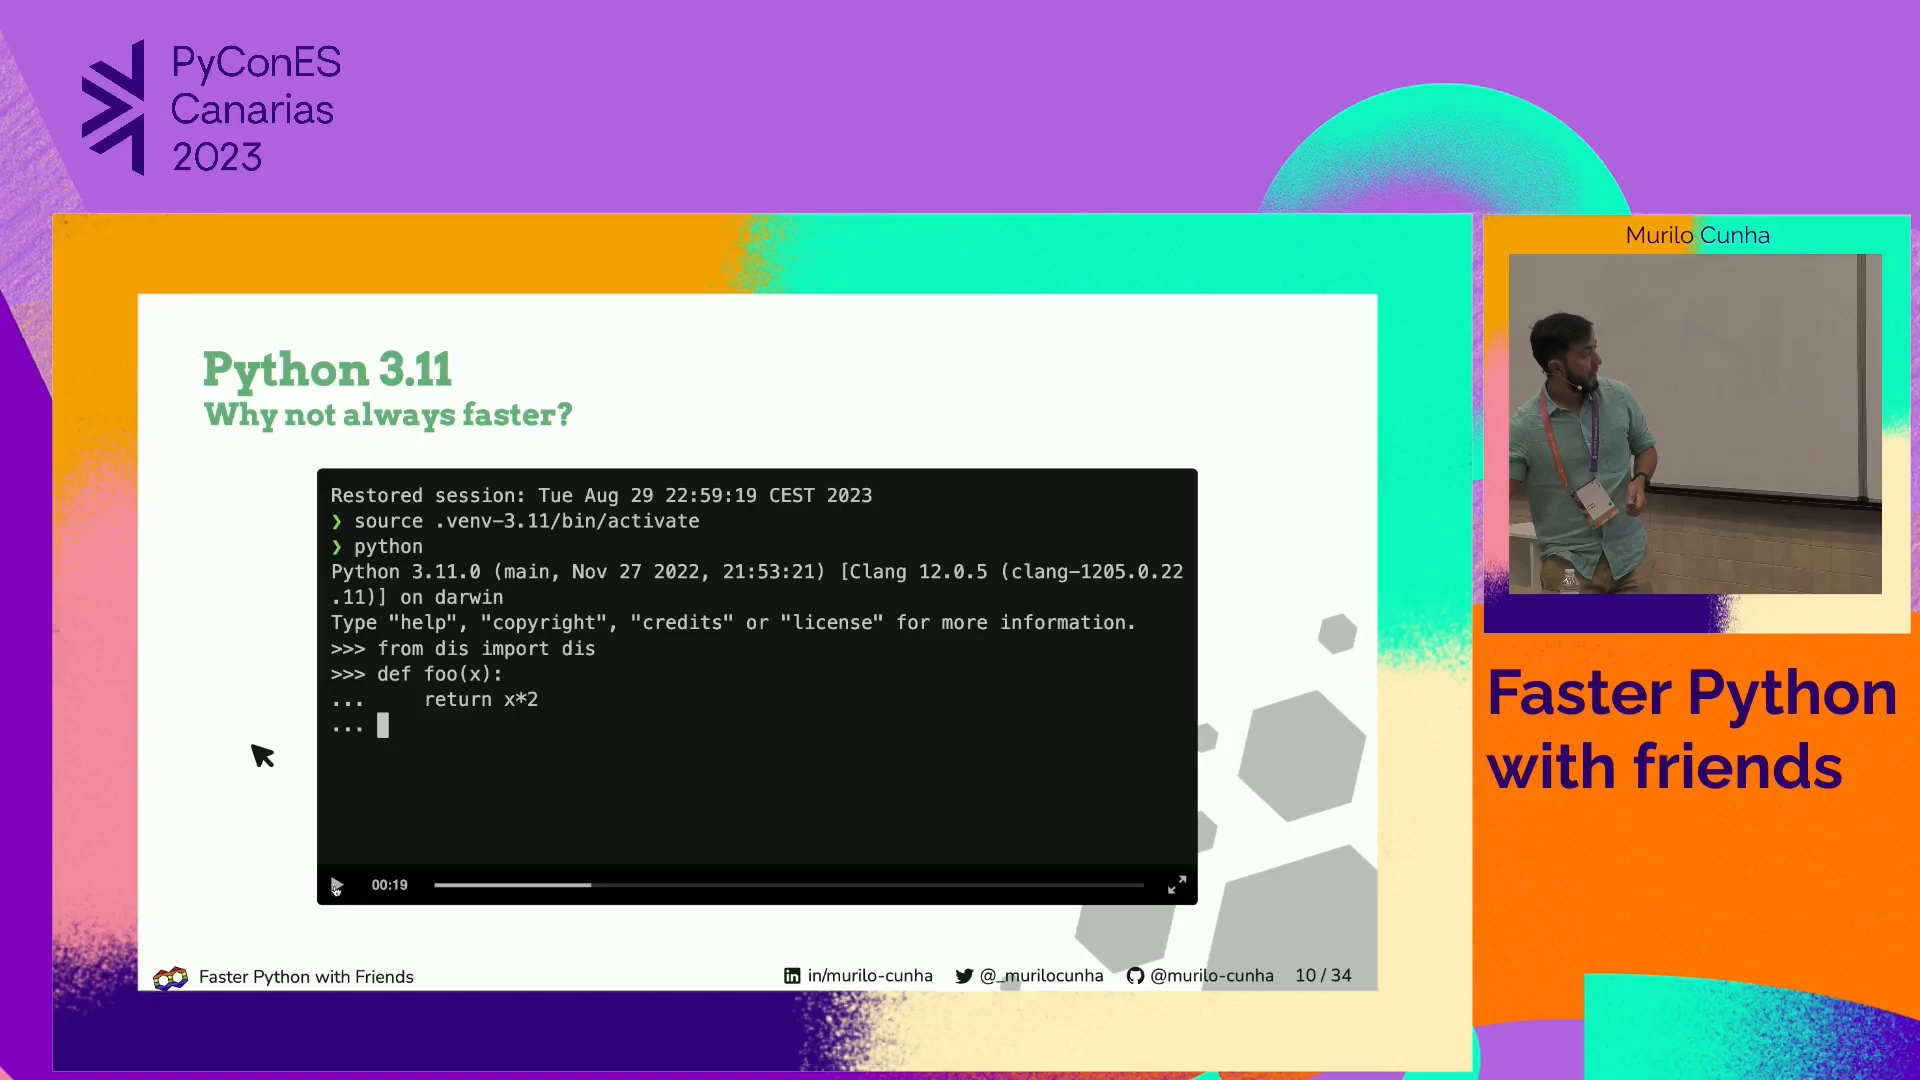 PyConES
Canarias
2023
Murilo Cunha
Python 3.11
Why not always faster?
Restored session: Tue Aug 29 22:59:19 CEST 2023
❯ source .venv-3.11/bin/activate
❯ python
Python 3.11.0 (main, Nov 27 2022, 21:53:21) [Clang 12.0.5 (clang-1205.0.22
.11)] on darwin
Type "help", "copyright", "credits" or "license" for more information.
>>> from dis import dis
>>> def foo(x):
...     return x*2
...
00:19
Faster Python with Friends
in/murilo-cunha
@_murilocunha
@murilo-cunha
10 / 34
Faster Python
with friends